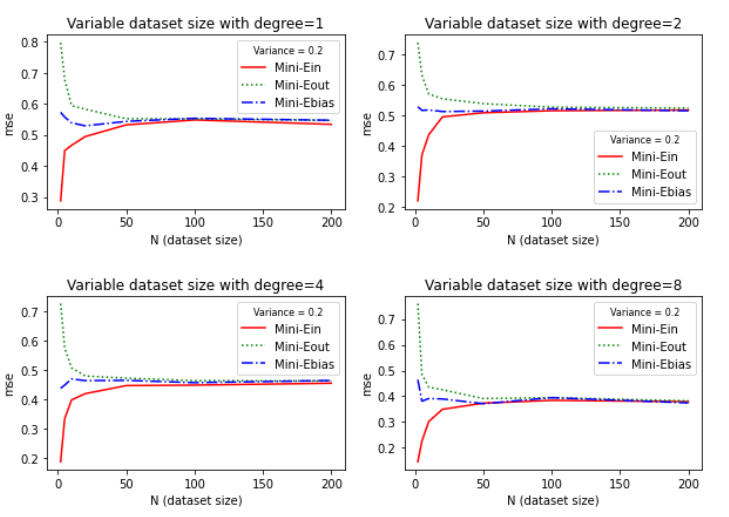 Variable dataset size with degree=1
0.8
0.7
0.6
0.5
0.4
0.3
mse
Variance = 0.2
Mini-Ein
Mini-Eout
Mini-Ebias
0 50 100 150 200
N (dataset size)
Variable dataset size with degree=2
0.7
0.6
0.5
0.4
0.3
0.2
mse
Variance = 0.2
Mini-Ein
Mini-Eout
Mini-Ebias
0 50 100 150 200
N (dataset size)
Variable dataset size with degree=4
0.7
0.6
0.5
0.4
0.3
0.2
mse
Variance = 0.2
Mini-Ein
Mini-Eout
Mini-Ebias
0 50 100 150 200
N (dataset size)
Variable dataset size with degree=8
0.7
0.6
0.5
0.4
0.3
0.2
mse
Variance = 0.2
Mini-Ein
Mini-Eout
Mini-Ebias
0 50 100 150 200
N (dataset size)